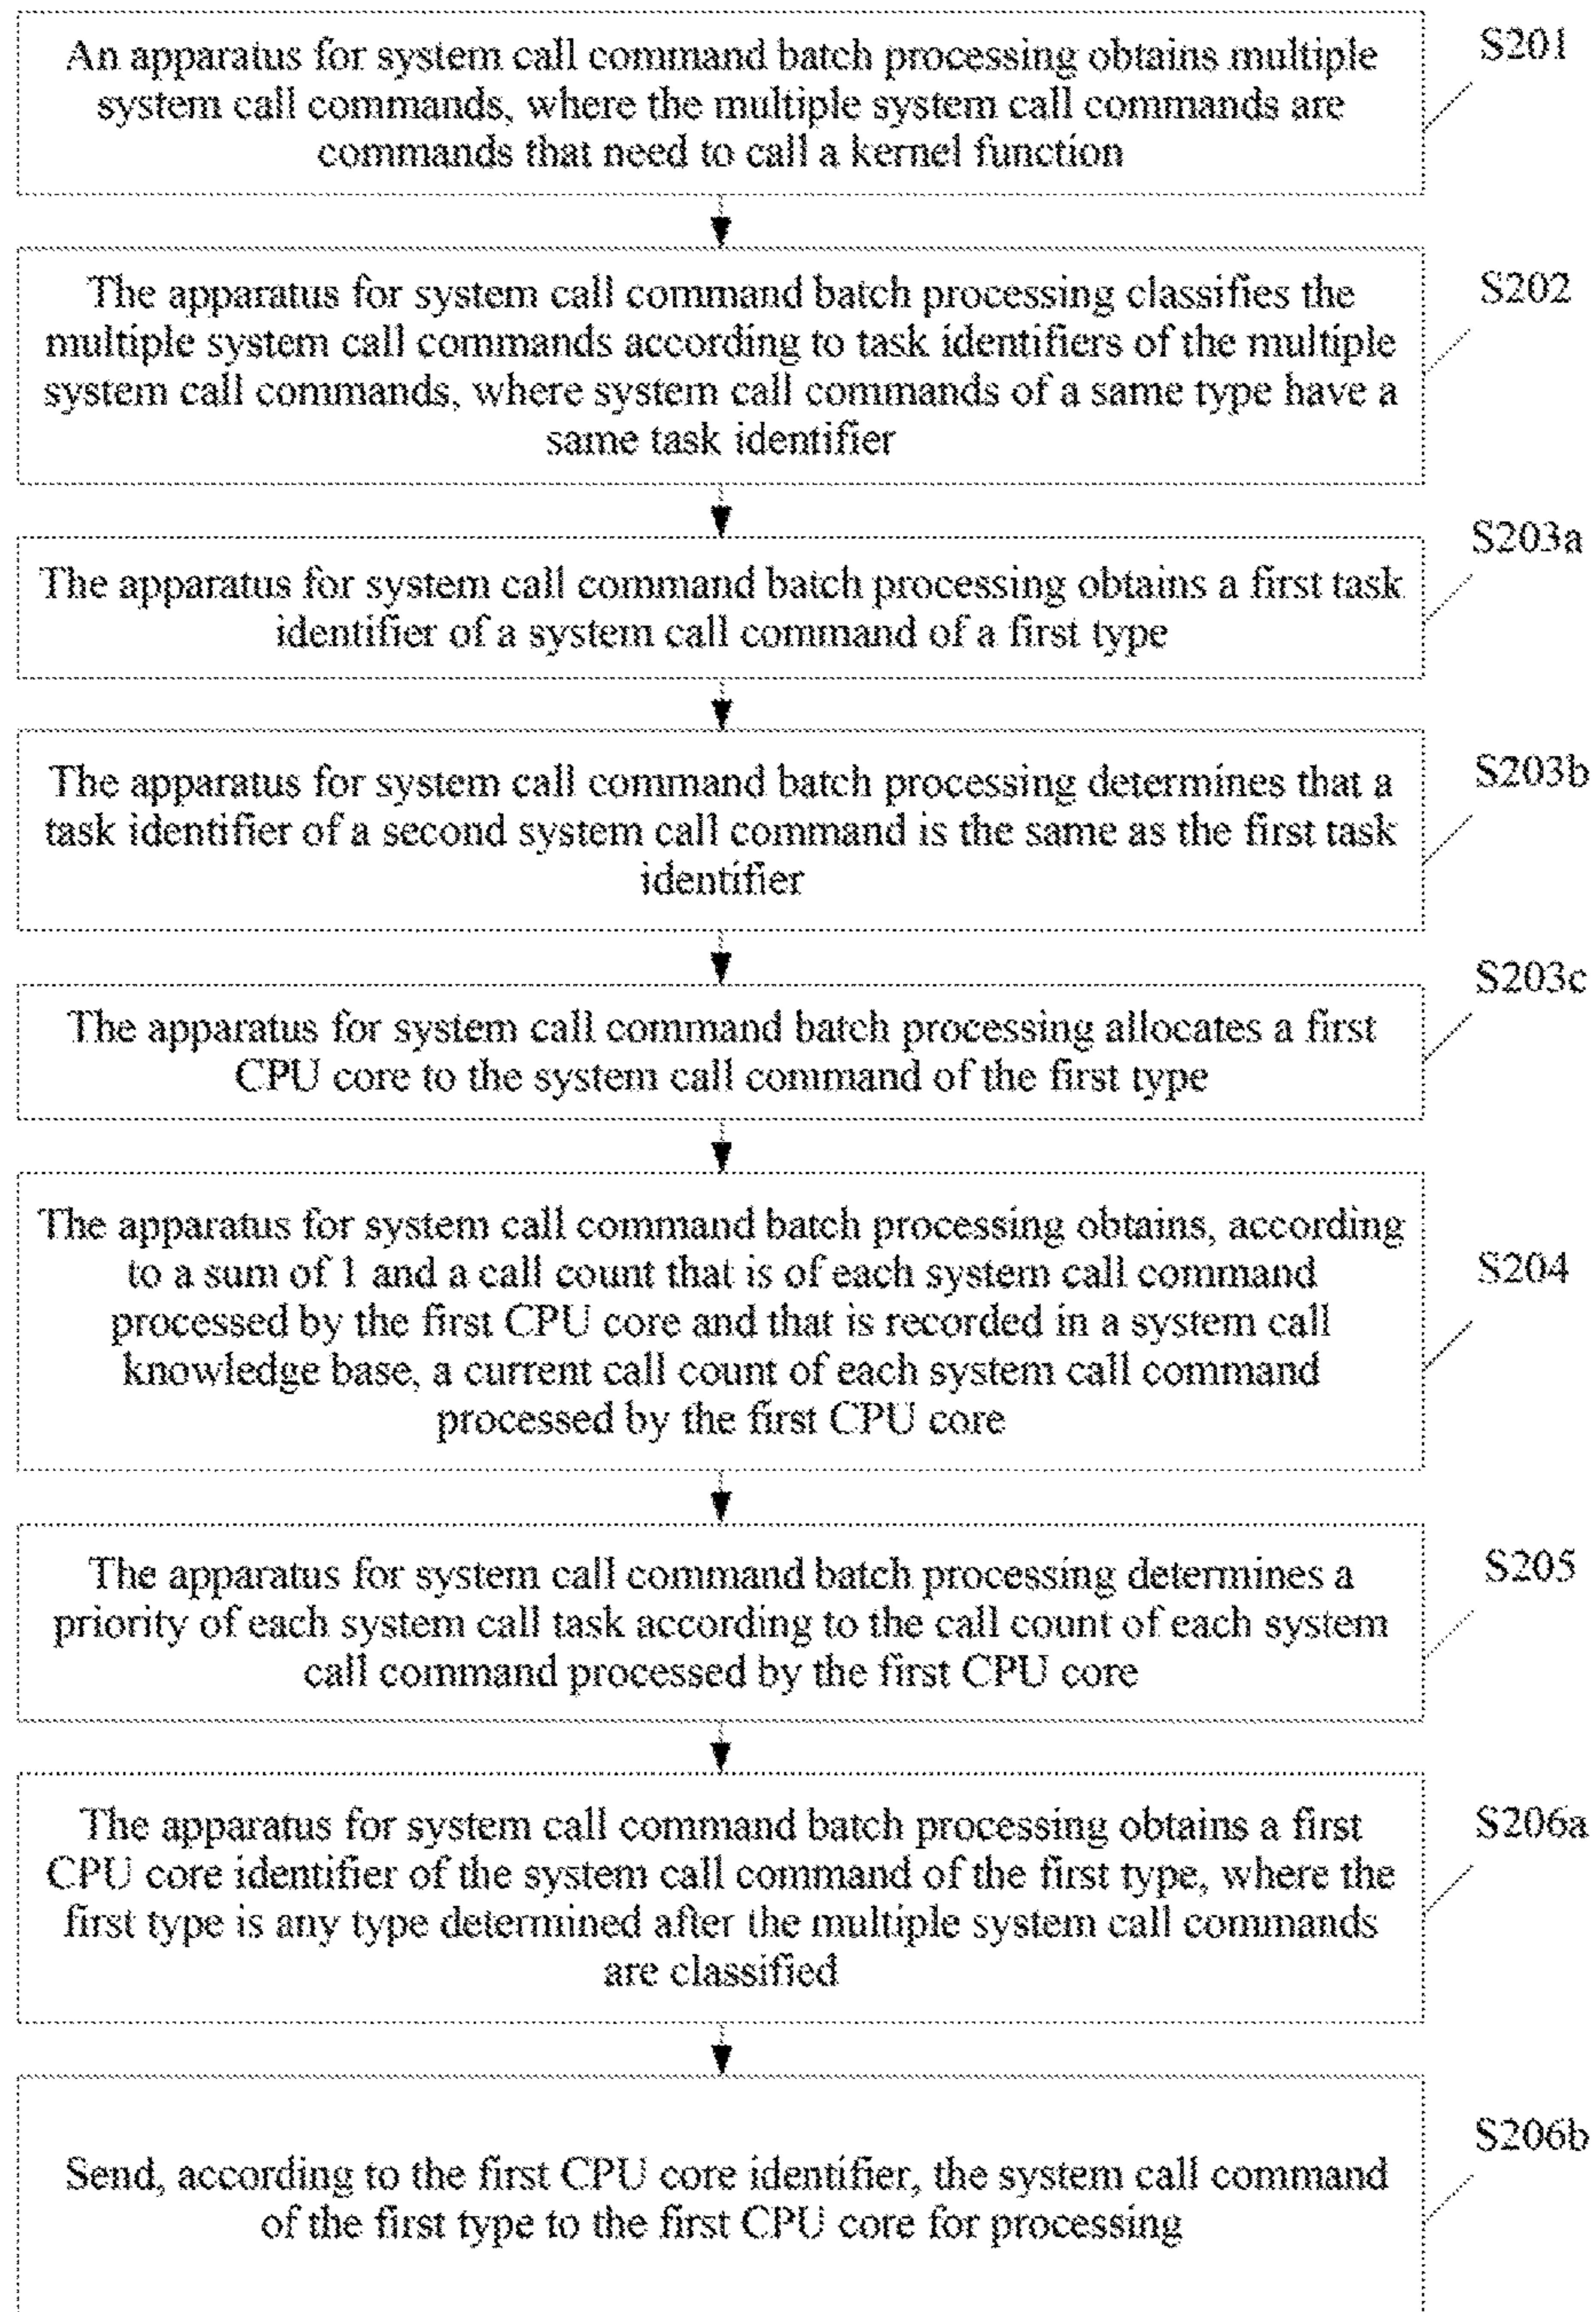 An apparatus for system call command batch processing obtains multiple
system call commands, where the multiple system call commands are
commands that need to call a kernel function
S201
The apparatus for system call command batch processing classifies the
multiple system call commands according to task identifiers of the multiple
system call commands, where system call commands of a same type have a
same task identifier
S202
The apparatus for system call command batch processing obtains a first task
identifier of a system call command of a first type
S203a
The apparatus for system call command batch processing determines that a
task identifier of a second system call command is the same as the first task
identifier
S203b
The apparatus for system call command batch processing allocates a first
CPU core to the system call command of the first type
S203c
The apparatus for system call command batch processing obtains, according
to a sum of 1 and a call count that is of each system call command
processed by the first CPU core and that is recorded in a system call
knowledge base, a current call count of each system call command
processed by the first CPU core
S204
The apparatus for system call command batch processing determines a
priority of each system call task according to the call count of each system
call command processed by the first CPU core
S205
The apparatus for system call command batch processing obtains a first
CPU core identifier of the system call command of the first type, where the
first type is any type determined after the multiple system call commands
are classified
S206a
Send, according to the first CPU core identifier, the system call command
of the first type to the first CPU core for processing
S206b